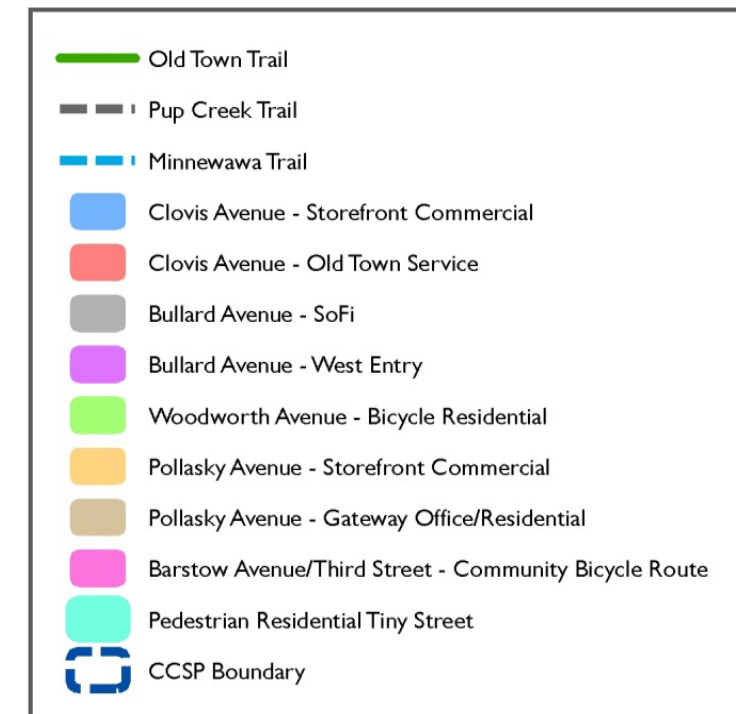 Old Town Trail
Pup Creek Trail
Minnewawa Trail
Clovis Avenue - Storefront Commercial
Clovis Avenue - Old Town Service
Bullard Avenue - SoFi
Bullard Avenue - West Entry
Woodworth Avenue - Bicycle Residential
Pollasky Avenue - Storefront Commercial
Pollasky Avenue - Gateway Office/Residential
Barstow Avenue/Third Street - Community Bicycle Route
Pedestrian Residential Tiny Street
CCSP Boundary